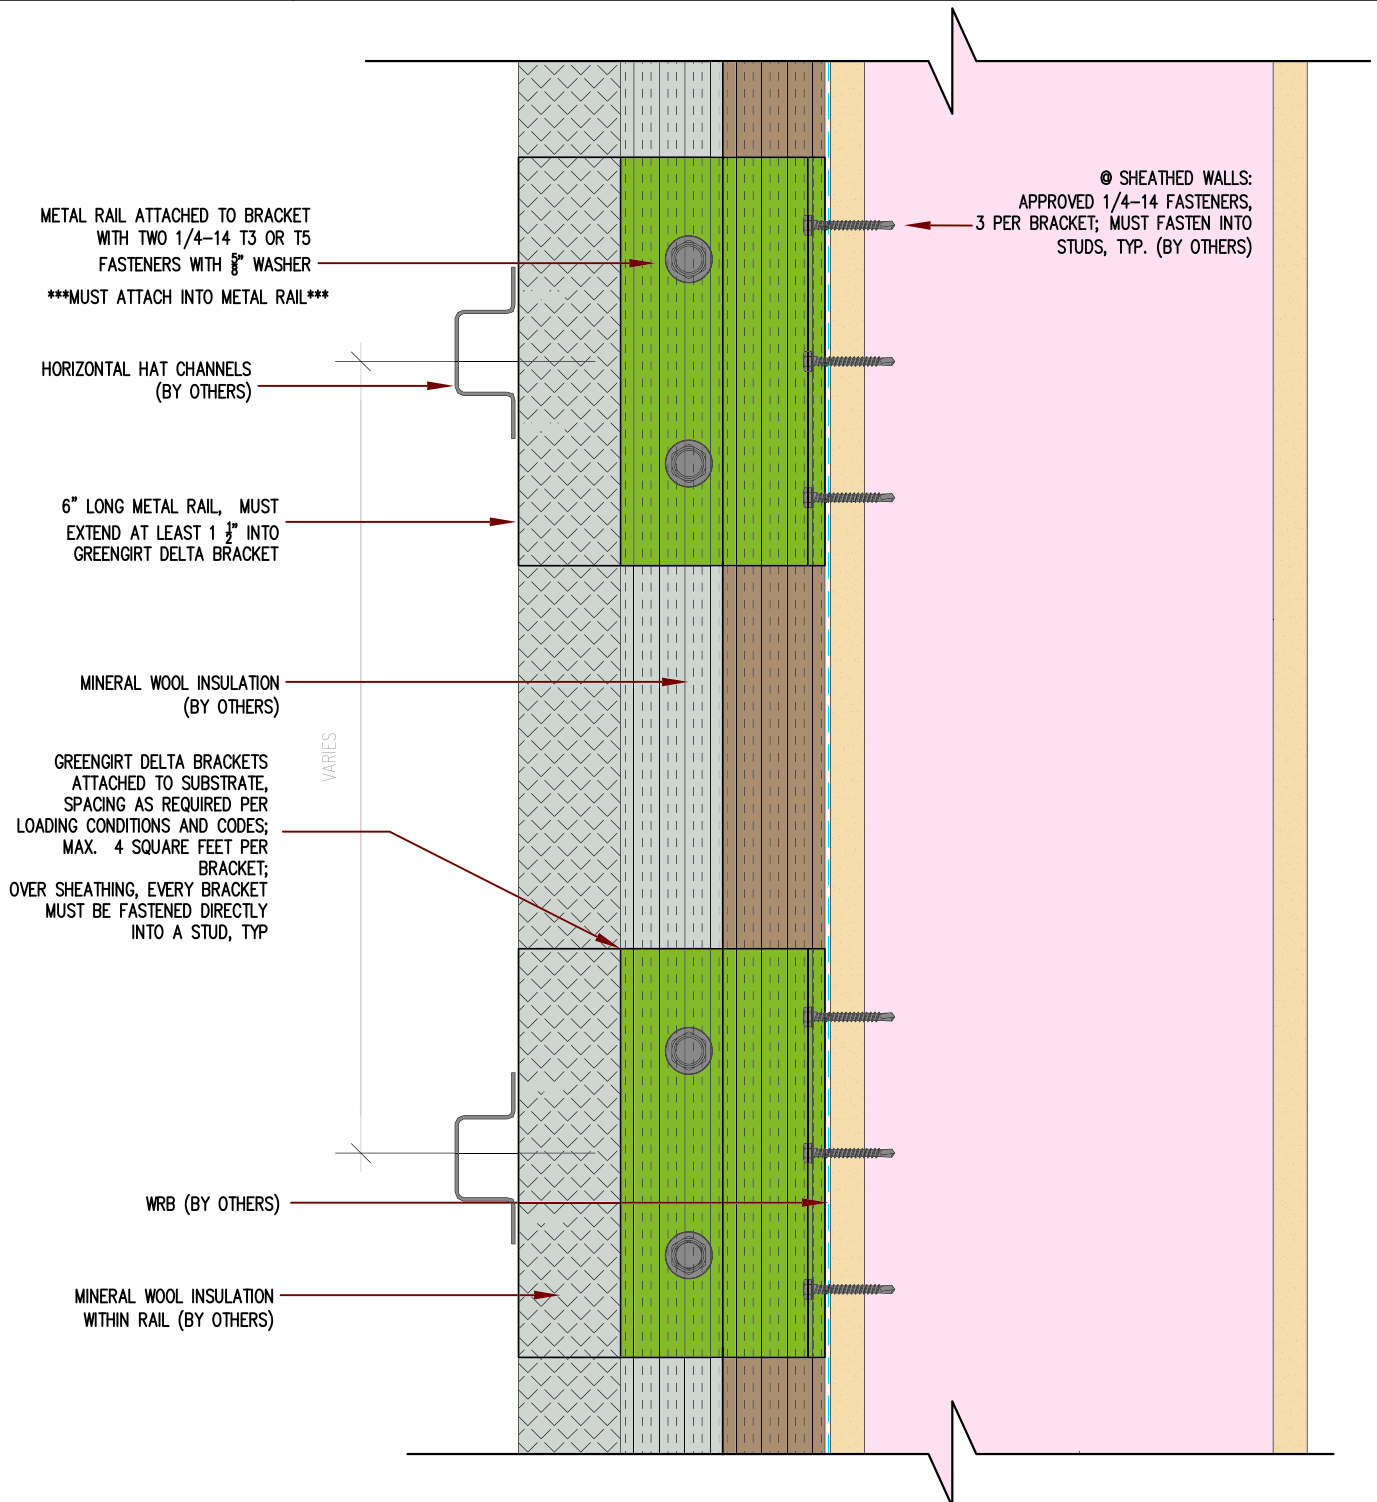 METAL RAIL ATTACHED TO BRACKET
WITH TWO 1/4-14 T3 OR T5
FASTENERS WITH 5/8" WASHER
***MUST ATTACH INTO METAL RAIL***
HORIZONTAL HAT CHANNELS
(BY OTHERS)
6" LONG METAL RAIL, MUST
EXTEND AT LEAST 1 1/2" INTO
GREENGIRT DELTA BRACKET
MINERAL WOOL INSULATION
(BY OTHERS)
VARIES
GREENGIRT DELTA BRACKETS
ATTACHED TO SUBSTRATE,
SPACING AS REQUIRED PER
LOADING CONDITIONS AND CODES;
MAX. 4 SQUARE FEET PER
BRACKET;
OVER SHEATHING, EVERY BRACKET
MUST BE FASTENED DIRECTLY
INTO A STUD, TYP
WRB (BY OTHERS)
MINERAL WOOL INSULATION
WITHIN RAIL (BY OTHERS)
@ SHEATHED WALLS:
APPROVED 1/4-14 FASTENERS,
3 PER BRACKET; MUST FASTEN INTO
STUDS, TYP. (BY OTHERS)